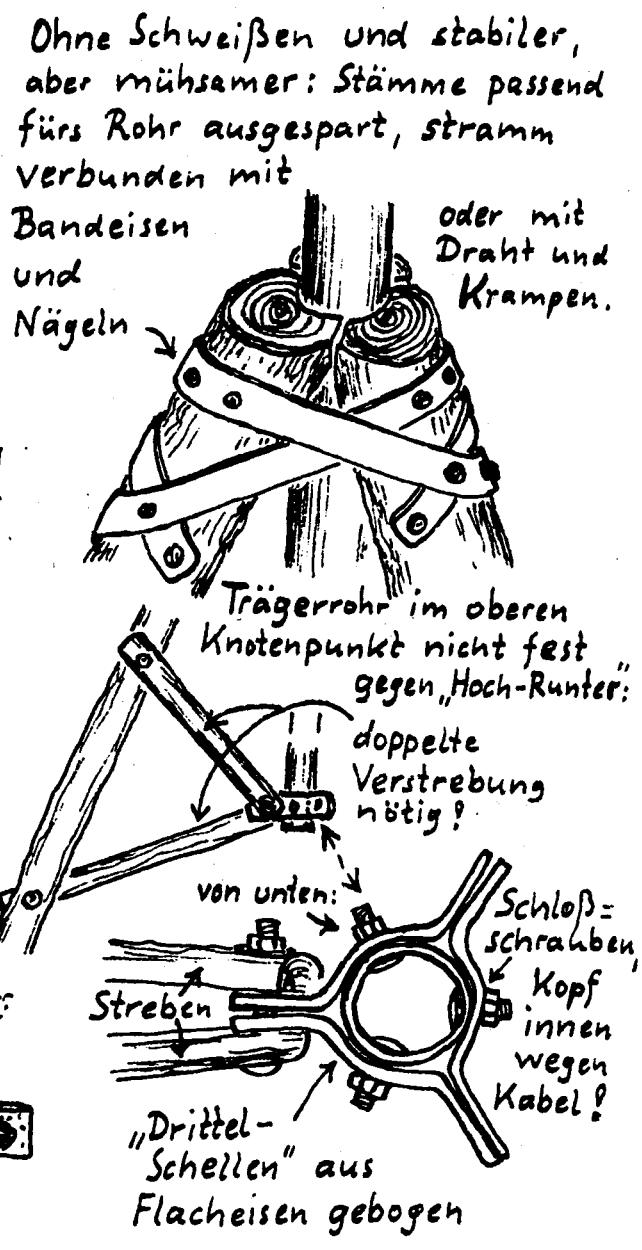 Ohne Schweißen und stabiler,
aber mühsamer: Stämme passend
fürs Rohr ausgespart, stramm
verbunden mit
Bandeisen
und
Nägeln
oder mit
Draht und
Krampen.
Trägerrohr im oberen
Knotenpunkt nicht fest
gegen „Hoch-Runter“:
doppelte
Verstrebung
nötig!
von unten:
Schloß=
schrauben,
Kopf
innen
wegen
Kabel!
Streben
„Drittel-
Schellen“ aus
Flacheisen gebogen